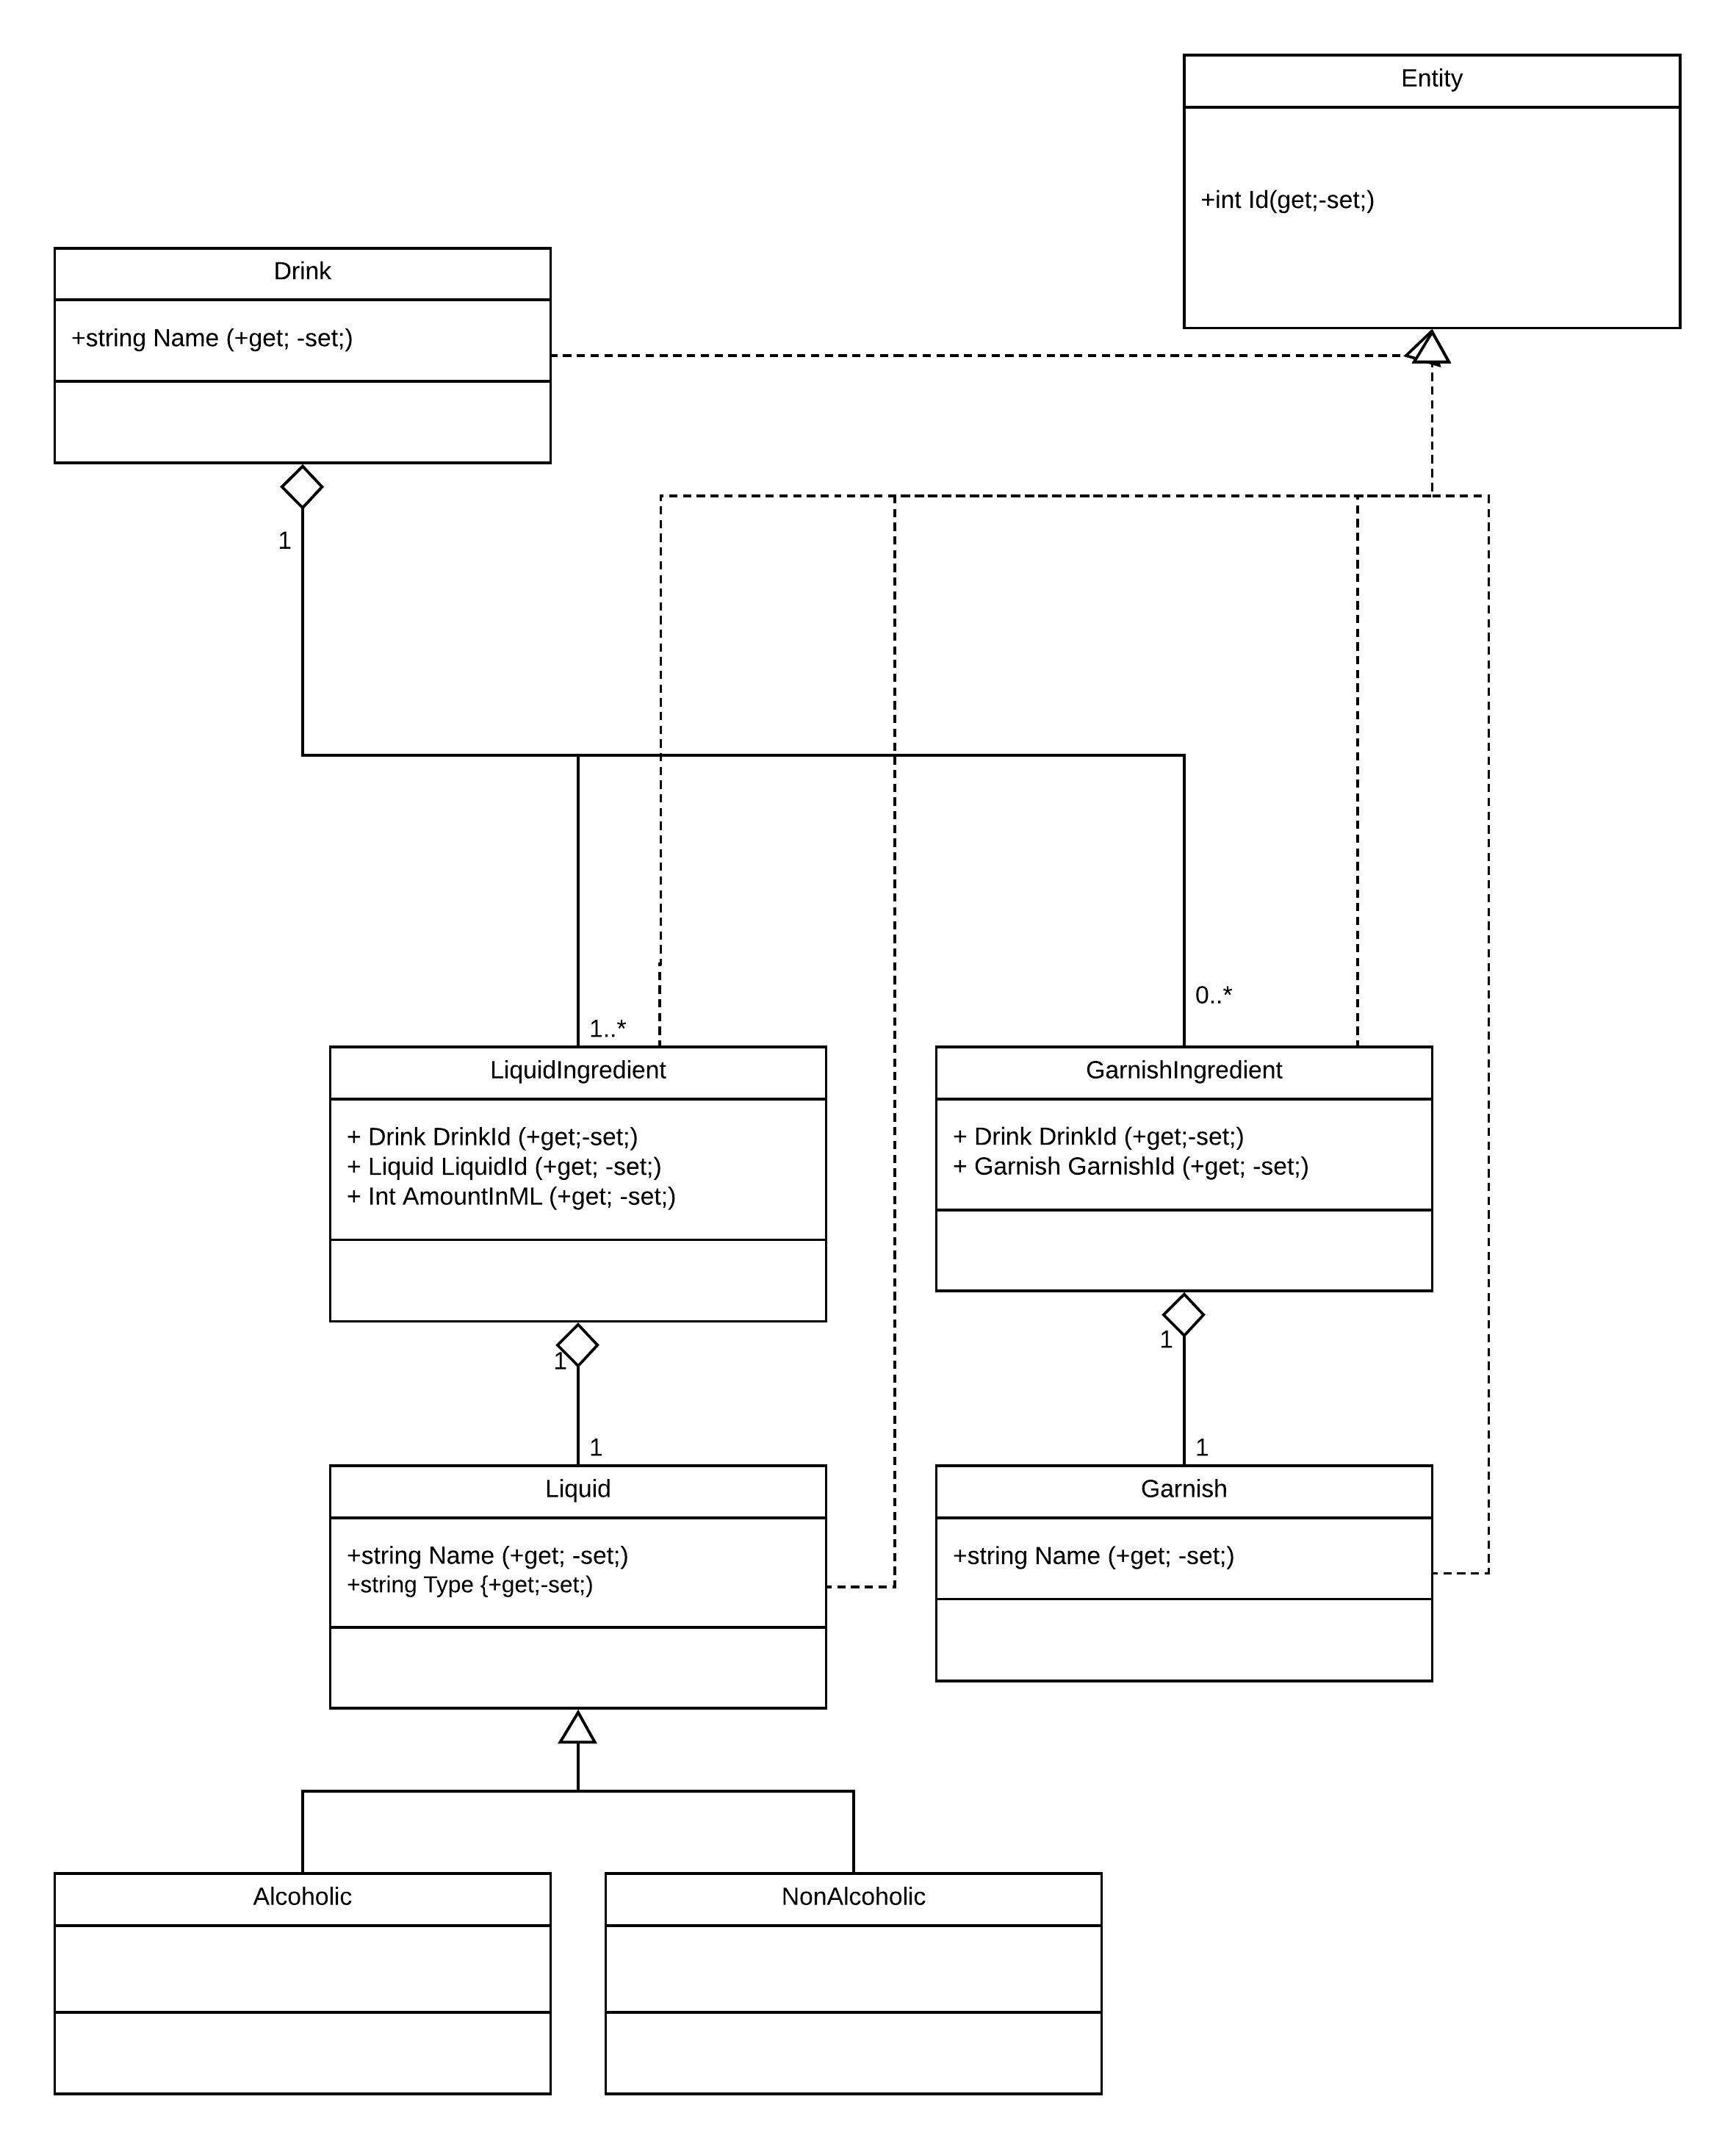 Entity
+int Id(get;-set;)
Drink
+string Name (+get; -set;)
1
1..*
0..*
LiquidIngredient
+ Drink DrinkId (+get;-set;)
+ Liquid LiquidId (+get; -set;)
+ Int AmountInML (+get; -set;)
GarnishIngredient
+ Drink DrinkId (+get;-set;)
+ Garnish GarnishId (+get; -set;)
1
1
1
1
Liquid
+string Name (+get; -set;)
+string Type {+get;-set;)
Garnish
+string Name (+get; -set;)
Alcoholic
NonAlcoholic